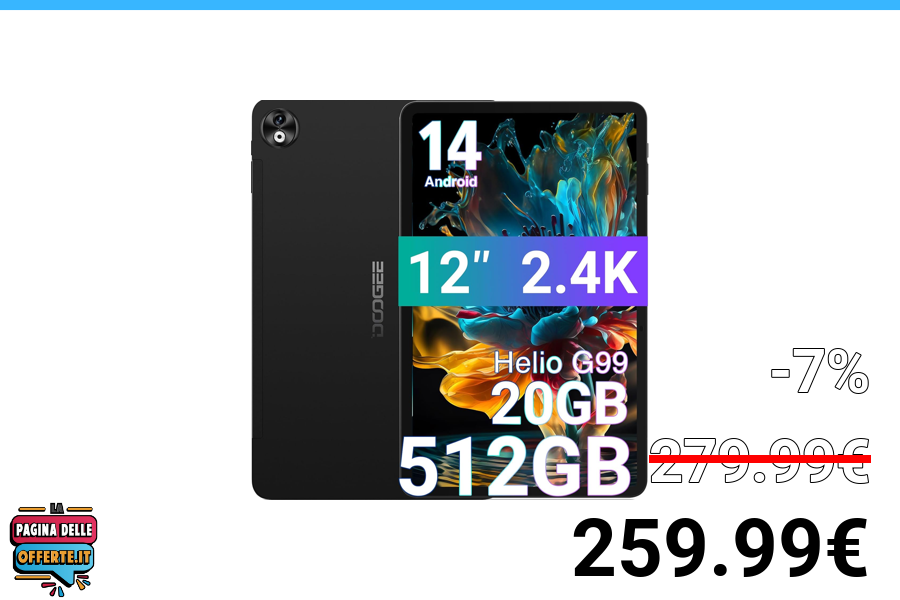 14
Android
DOOGEE
12" 2.4K
Helio G99
20GB
512GB
-7%
279.99€
259.99€
LA
PAGINA DELLE
OFFERTE.IT